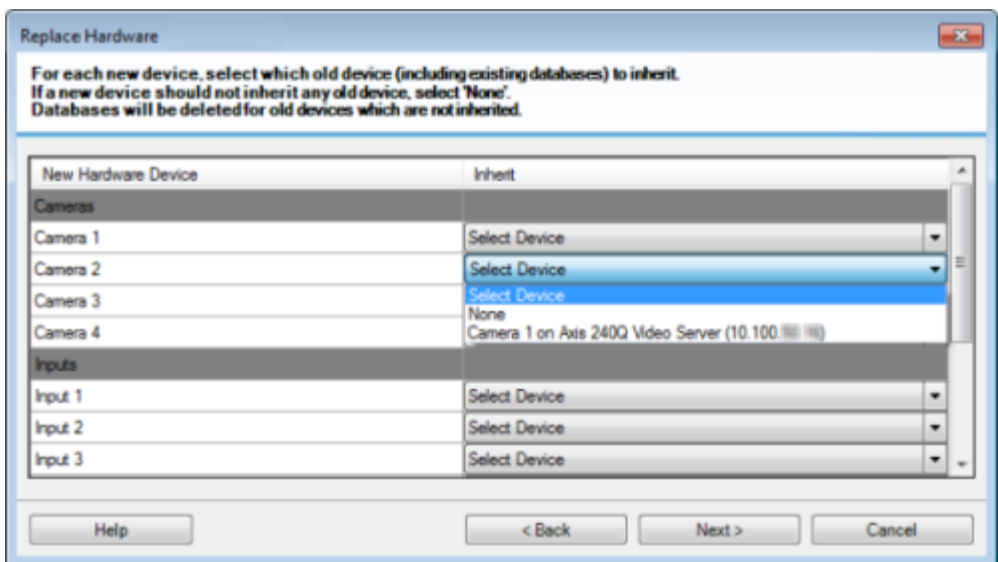 Replace Hardware
For each new device, select which old device (including existing databases) to inherit.
If a new device should not inherit any old device, select 'None'.
Databases will be deleted for old devices which are not inherited.
New Hardware Device Inherit
Cameras
Camera 1 Select Device
Camera 2 Select Device
Select Device
Camera 3 None
Camera 4 Camera 1 on Axis 240Q Video Server (10.100.
Inputs
Input 1 Select Device
Input 2 Select Device
Input 3 Select Device
Help < Back Next > Cancel